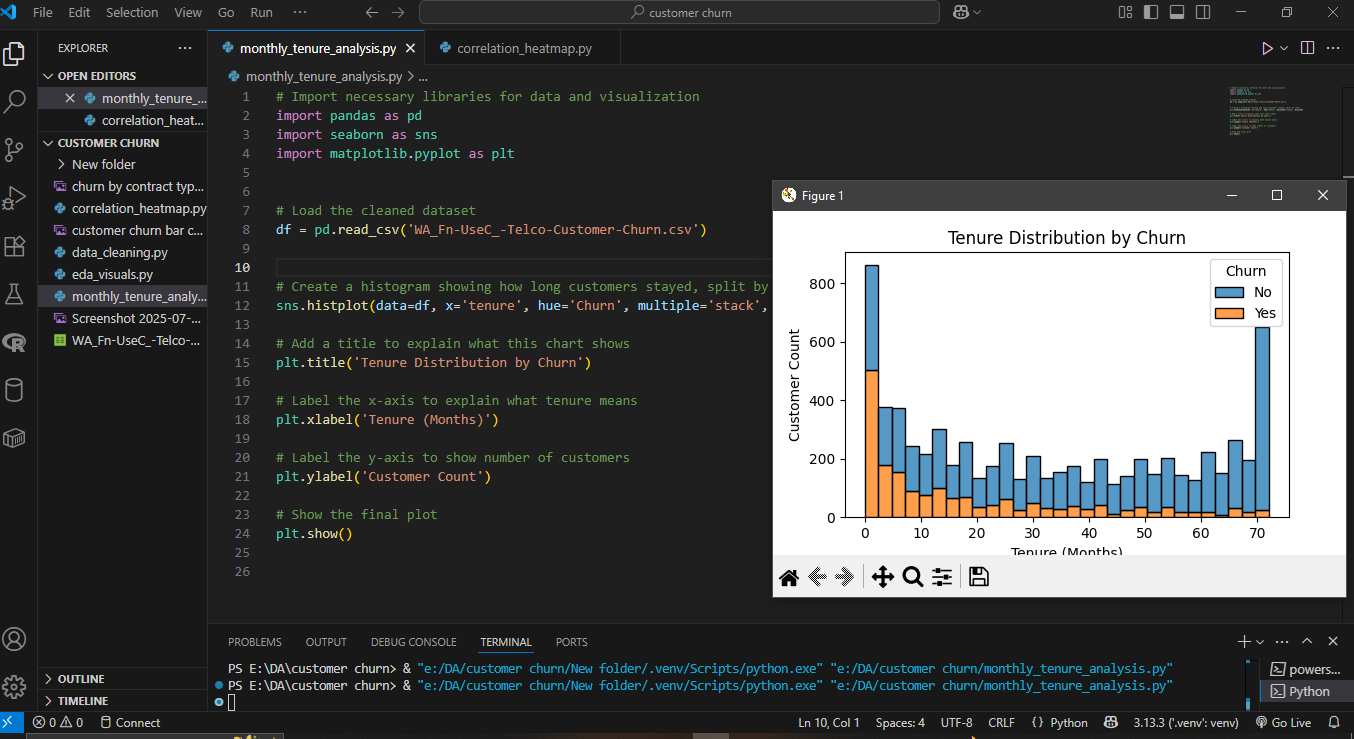 File Edit Selection View Go Run ··· customer churn
EXPLORER ···
OPEN EDITORS
monthly_tenure_...
correlation_heat...
CUSTOMER CHURN
New folder
churn by contract typ...
correlation_heatmap.py
customer churn bar c...
data_cleaning.py
eda_visuals.py
monthly_tenure_analy...
Screenshot 2025-07-...
WA_Fn-UseC_-Telco-...
OUTLINE
TIMELINE
monthly_tenure_analysis.py correlation_heatmap.py
monthly_tenure_analysis.py > ...
1 # Import necessary libraries for data and visualization
2 import pandas as pd
3 import seaborn as sns
4 import matplotlib.pyplot as plt
5
6
7 # Load the cleaned dataset
8 df = pd.read_csv('WA_Fn-UseC_-Telco-Customer-Churn.csv')
9
10
11 # Create a histogram showing how long customers stayed, split by
12 sns.histplot(data=df, x='tenure', hue='Churn', multiple='stack',
13
14 # Add a title to explain what this chart shows
15 plt.title('Tenure Distribution by Churn')
16
17 # Label the x-axis to explain what tenure means
18 plt.xlabel('Tenure (Months)')
19
20 # Label the y-axis to show number of customers
21 plt.ylabel('Customer Count')
22
23 # Show the final plot
24 plt.show()
25
26
Figure 1
Tenure Distribution by Churn
Churn
No
Yes
Customer Count
800
600
400
200
0
0 10 20 30 40 50 60 70
Tenure (Months)
PROBLEMS OUTPUT DEBUG CONSOLE TERMINAL PORTS
PS E:\DA\customer churn> & "e:/DA/customer churn/New folder/.venv/Scripts/python.exe" "e:/DA/customer churn/monthly_tenure_analysis.py"
PS E:\DA\customer churn> & "e:/DA/customer churn/New folder/.venv/Scripts/python.exe" "e:/DA/customer churn/monthly_tenure_analysis.py"
powers...
Python
0 0 Connect Ln 10, Col 1 Spaces: 4 UTF-8 CRLF {} Python 3.13.3 ('.venv': venv) Go Live